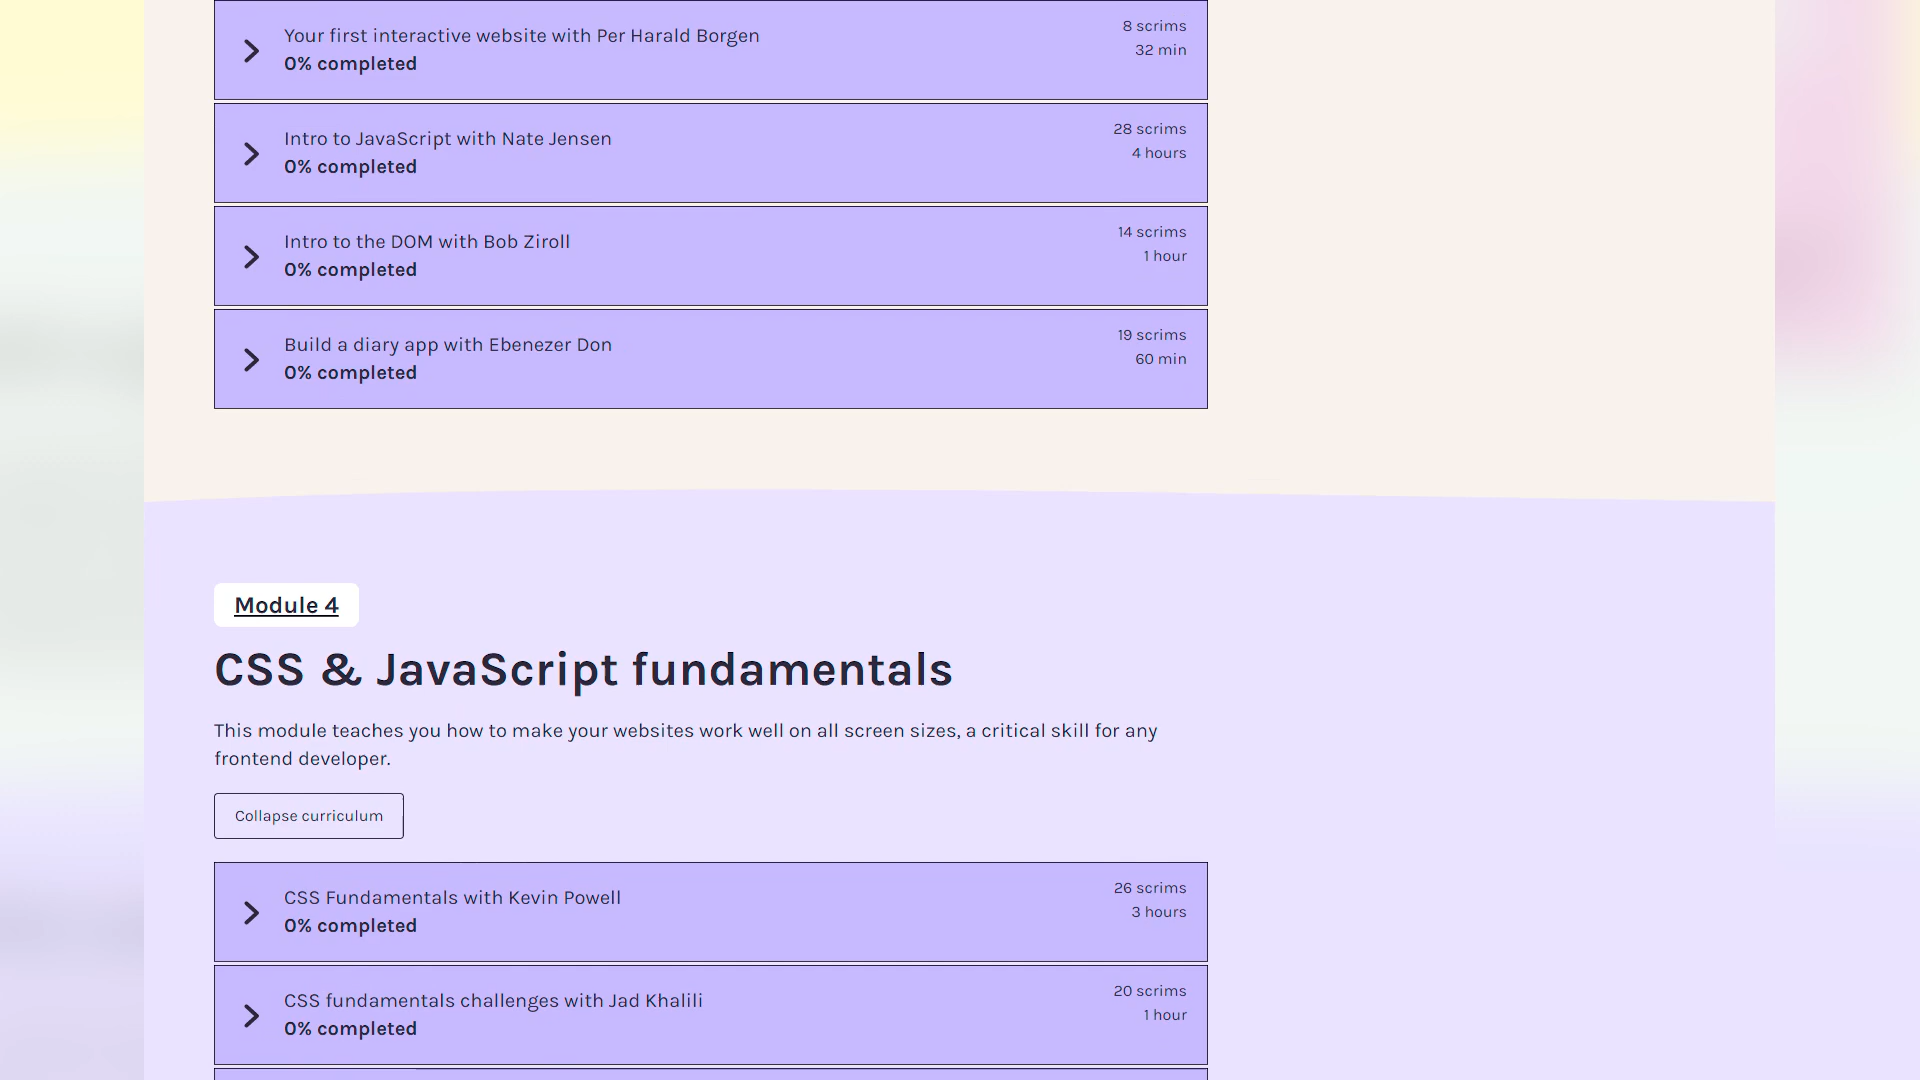 Your first interactive website with Per Harald Borgen
0% completed
8 scrims
32 min
Intro to JavaScript with Nate Jensen
0% completed
28 scrims
4 hours
Intro to the DOM with Bob Ziroll
0% completed
14 scrims
1 hour
Build a diary app with Ebenezer Don
0% completed
19 scrims
60 min
Module 4
CSS & JavaScript fundamentals
This module teaches you how to make your websites work well on all screen sizes, a critical skill for any
frontend developer.
Collapse curriculum
CSS Fundamentals with Kevin Powell
0% completed
26 scrims
3 hours
CSS fundamentals challenges with Jad Khalili
0% completed
20 scrims
1 hour